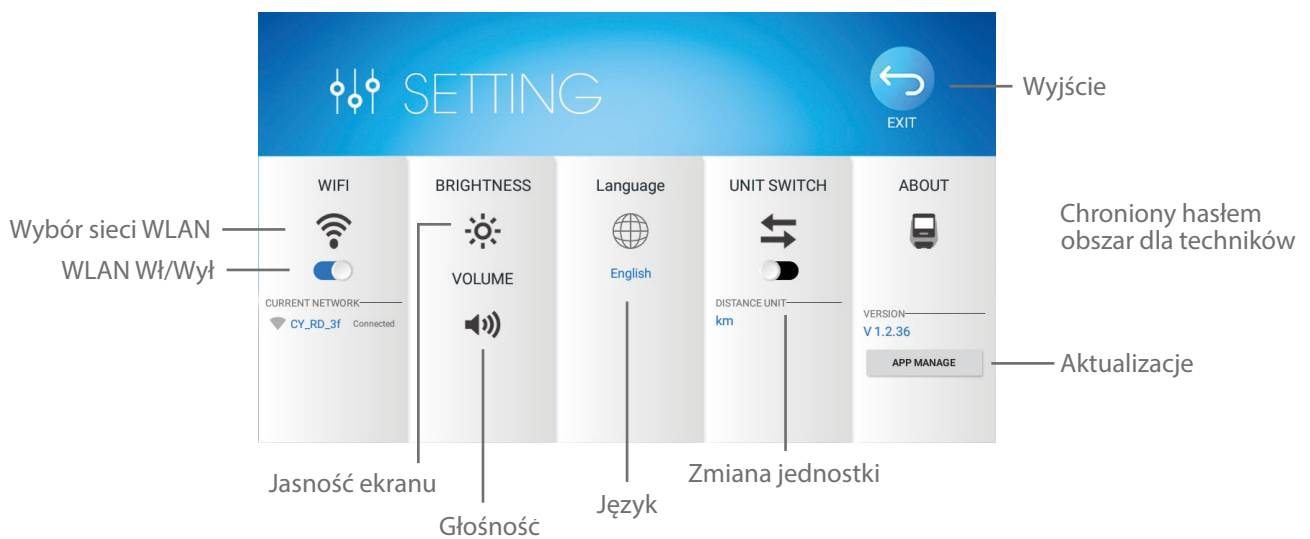 SETTING
EXIT
Wyjście
WIFI
BRIGHTNESS
Language
UNIT SWITCH
ABOUT
Wybór sieci WLAN
WLAN Wł/Wył
Chroniony hasłem
obszar dla techników
VOLUME
English
CURRENT NETWORK
CY_RD_3f Connected
DISTANCE UNIT
km
VERSION
V 1.2.36
APP MANAGE
Aktualizacje
Jasność ekranu
Głośność
Język
Zmiana jednostki